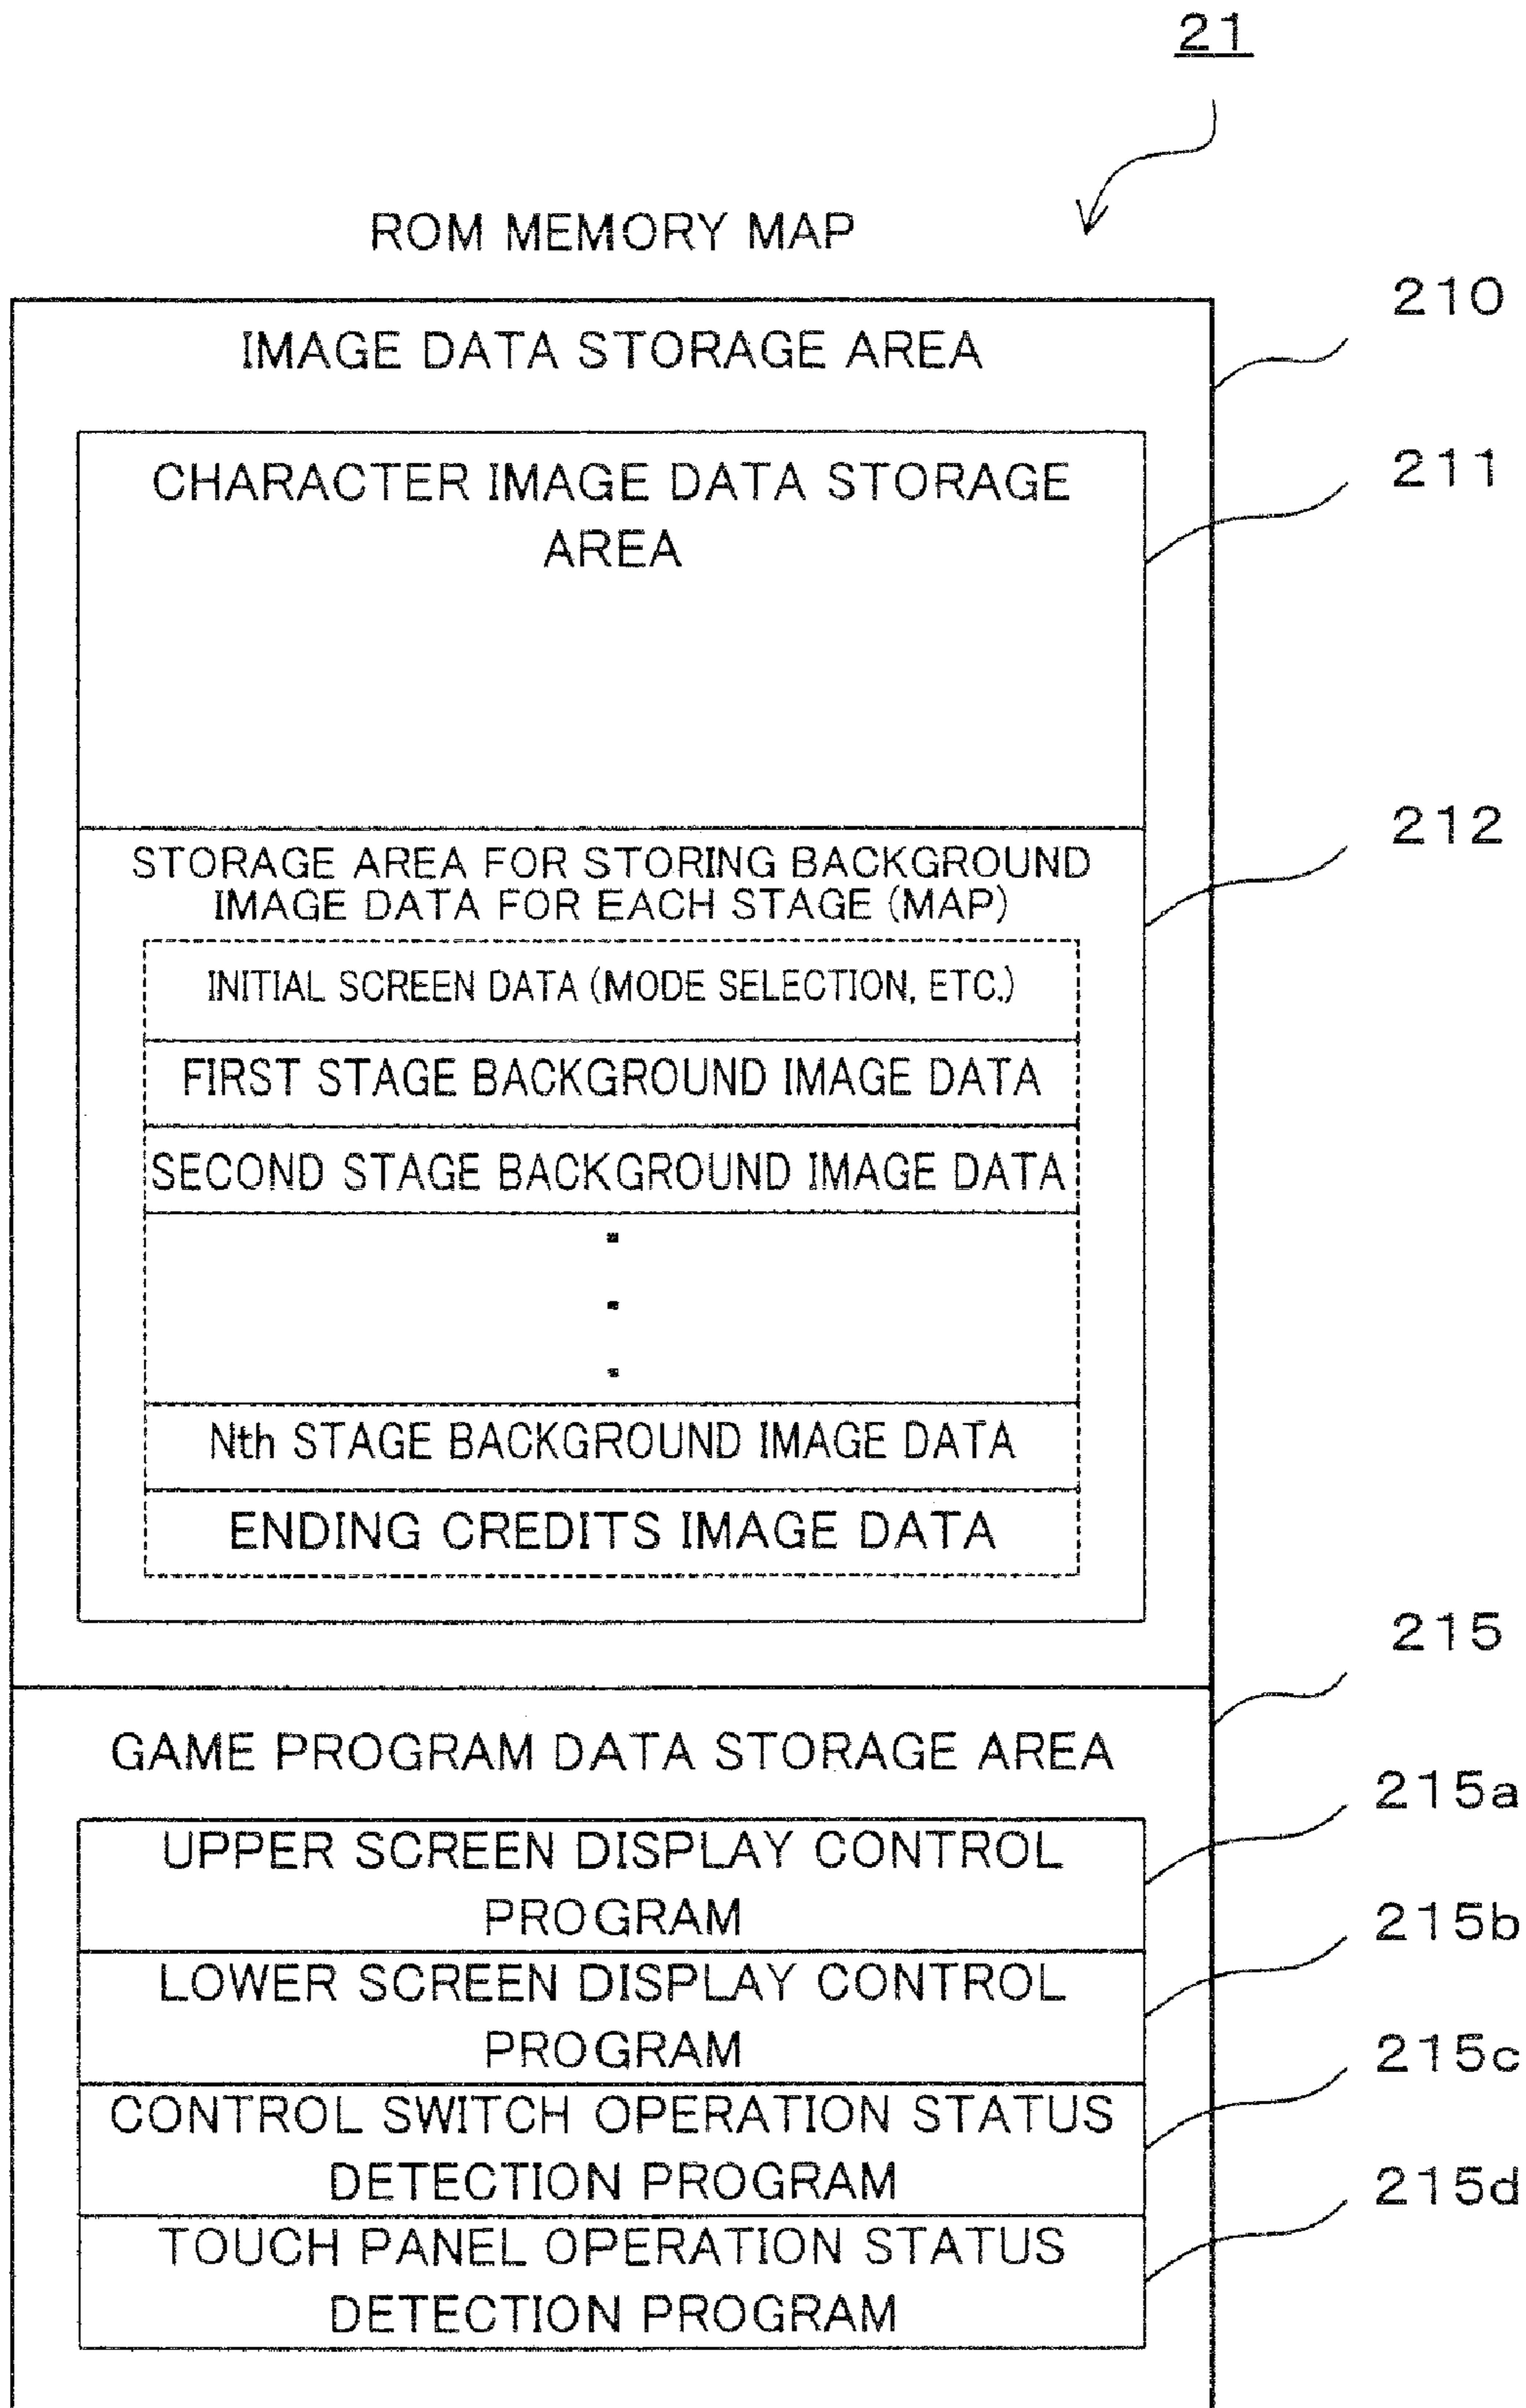 21
ROM MEMORY MAP
210
IMAGE DATA STORAGE AREA
211
CHARACTER IMAGE DATA STORAGE
AREA
212
STORAGE AREA FOR STORING BACKGROUND
IMAGE DATA FOR EACH STAGE (MAP)
INITIAL SCREEN DATA (MODE SELECTION, ETC.)
FIRST STAGE BACKGROUND IMAGE DATA
SECOND STAGE BACKGROUND IMAGE DATA
Nth STAGE BACKGROUND IMAGE DATA
ENDING CREDITS IMAGE DATA
215
GAME PROGRAM DATA STORAGE AREA
215a
UPPER SCREEN DISPLAY CONTROL
PROGRAM
215b
LOWER SCREEN DISPLAY CONTROL
PROGRAM
215c
CONTROL SWITCH OPERATION STATUS
DETECTION PROGRAM
215d
TOUCH PANEL OPERATION STATUS
DETECTION PROGRAM